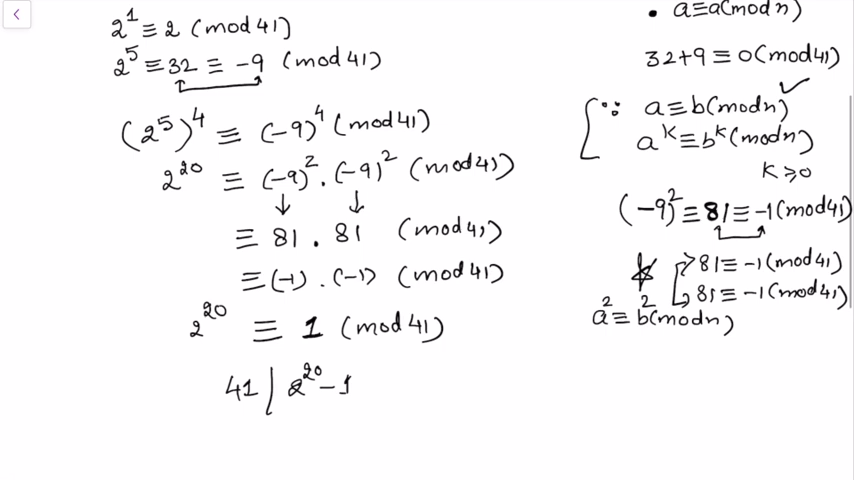 2^1 ≡ 2 (mod 41)
2^5 ≡ 32 ≡ -9 (mod 41)
(2^5)^4 ≡ (-9)^4 (mod 41)
2^20 ≡ (-9)^2 . (-9)^2 (mod 41)
≡ 81 . 81 (mod 41)
≡ (-1) . (-1) (mod 41)
2^20 ≡ 1 (mod 41)
41 | 2^20 - 1
• a ≡ a (mod n)
32+9 ≡ 0 (mod 41)
∵ a ≡ b (mod n) ✓
a^k ≡ b^k (mod n)
k ⩾ 0
(-9)^2 ≡ 81 ≡ -1 (mod 41)
81 ≡ -1 (mod 41)
81 ≡ -1 (mod 41)
a^2 ≡ b^2 (mod n)